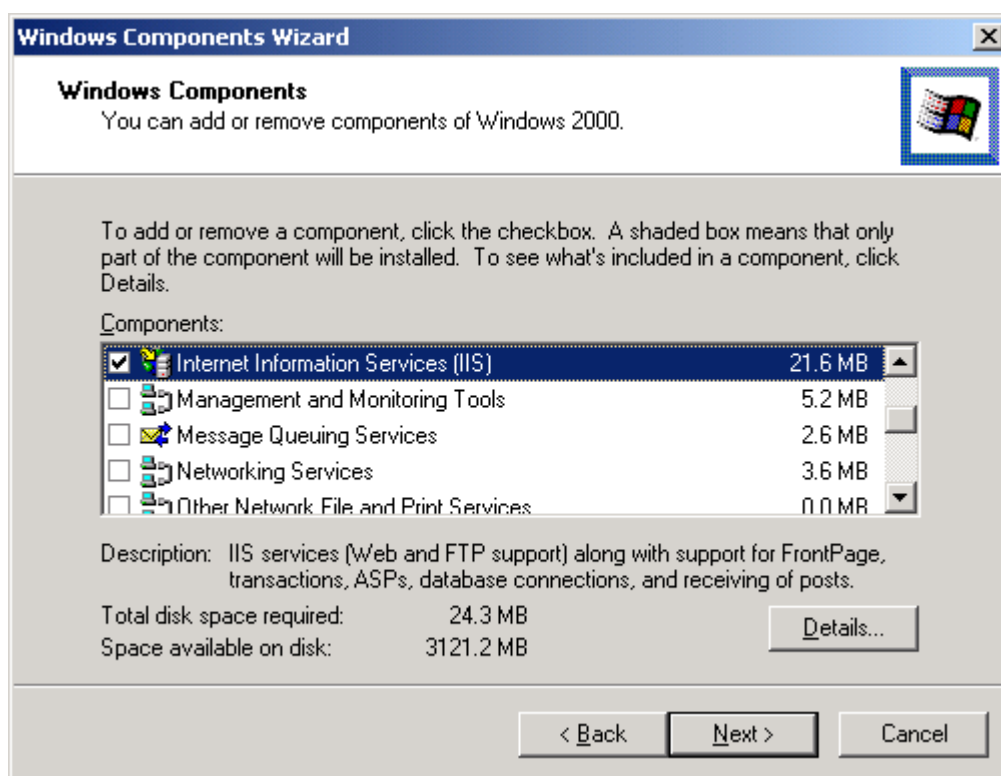 Windows Components Wizard
Windows Components
You can add or remove components of Windows 2000.
To add or remove a component, click the checkbox. A shaded box means that only
part of the component will be installed. To see what's included in a component, click
Details.
Components:
Internet Information Services (IIS) 21.6 MB
Management and Monitoring Tools 5.2 MB
Message Queuing Services 2.6 MB
Networking Services 3.6 MB
Other Network File and Print Services 0.0 MB
Description: IIS services (Web and FTP support) along with support for FrontPage,
transactions, ASPs, database connections, and receiving of posts.
Total disk space required: 24.3 MB
Space available on disk: 3121.2 MB
Details...
< Back Next > Cancel